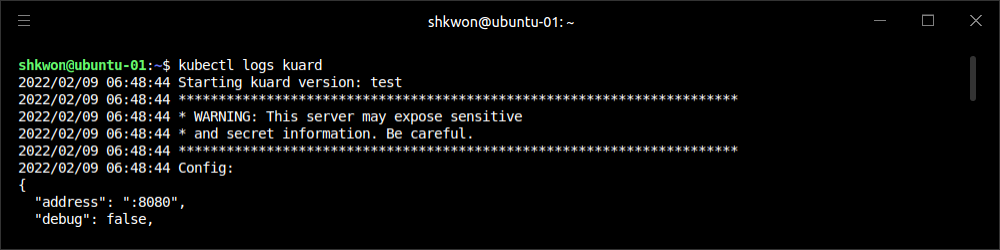 shkwon@ubuntu-01: ~
shkwon@ubuntu-01:~$ kubectl logs kuard
2022/02/09 06:48:44 Starting kuard version: test
2022/02/09 06:48:44 **********************************************************************
2022/02/09 06:48:44 * WARNING: This server may expose sensitive
2022/02/09 06:48:44 * and secret information. Be careful.
2022/02/09 06:48:44 **********************************************************************
2022/02/09 06:48:44 Config:
{
  "address": ":8080",
  "debug": false,